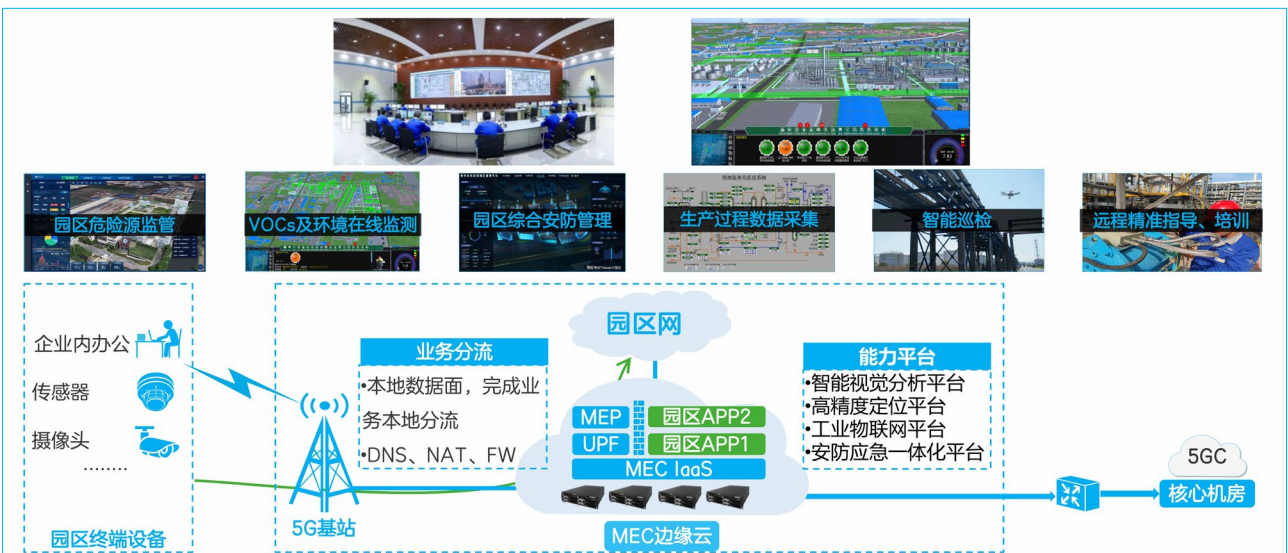 园区危险源监管
VOCs及环境在线监测
园区综合安防管理
生产过程数据采集
智能巡检
远程精准指导、培训
企业内办公
传感器
摄像头
........
园区终端设备
5G基站
业务分流
•本地数据面，完成业
务本地分流
•DNS、NAT、FW
园区网
MEP
园区APP2
UPF
园区APP1
MEC IaaS
MEC边缘云
能力平台
•智能视觉分析平台
•高精度定位平台
•工业物联网平台
•安防应急一体化平台
5GC
核心机房